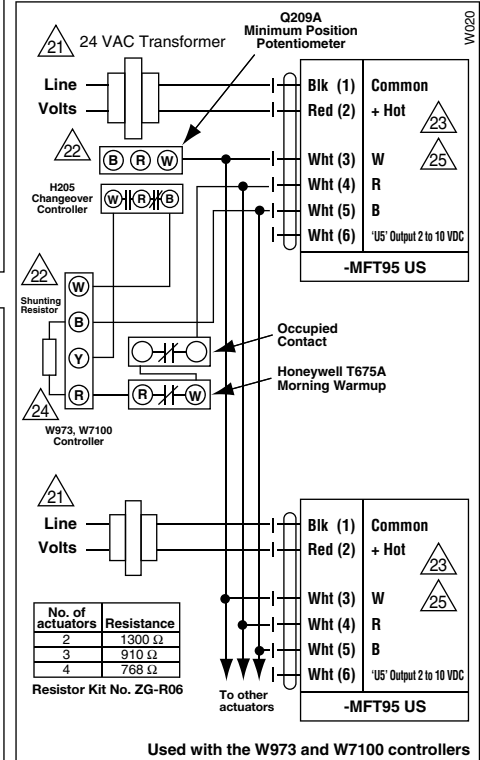 W020
21 24 VAC Transformer
Q209A
Minimum Position
Potentiometer
Line
Volts
Blk (1) Common
Red (2) + Hot
23
22
B R W
Wht (3) W
25
Wht (4) R
Wht (5) B
Wht (6) 'U5' Output 2 to 10 VDC
-MFT95 US
H205
Changeover
Controller
W R B
22
Shunting
Resistor
W
B
Y
R
24
W973, W7100
Controller
Occupied
Contact
R W
Honeywell T675A
Morning Warmup
21
Line
Volts
Blk (1) Common
Red (2) + Hot
23
Wht (3) W
25
Wht (4) R
Wht (5) B
Wht (6) 'U5' Output 2 to 10 VDC
-MFT95 US
No. of
actuators Resistance
2 1300 Ω
3 910 Ω
4 768 Ω
Resistor Kit No. ZG-R06
To other
actuators
Used with the W973 and W7100 controllers